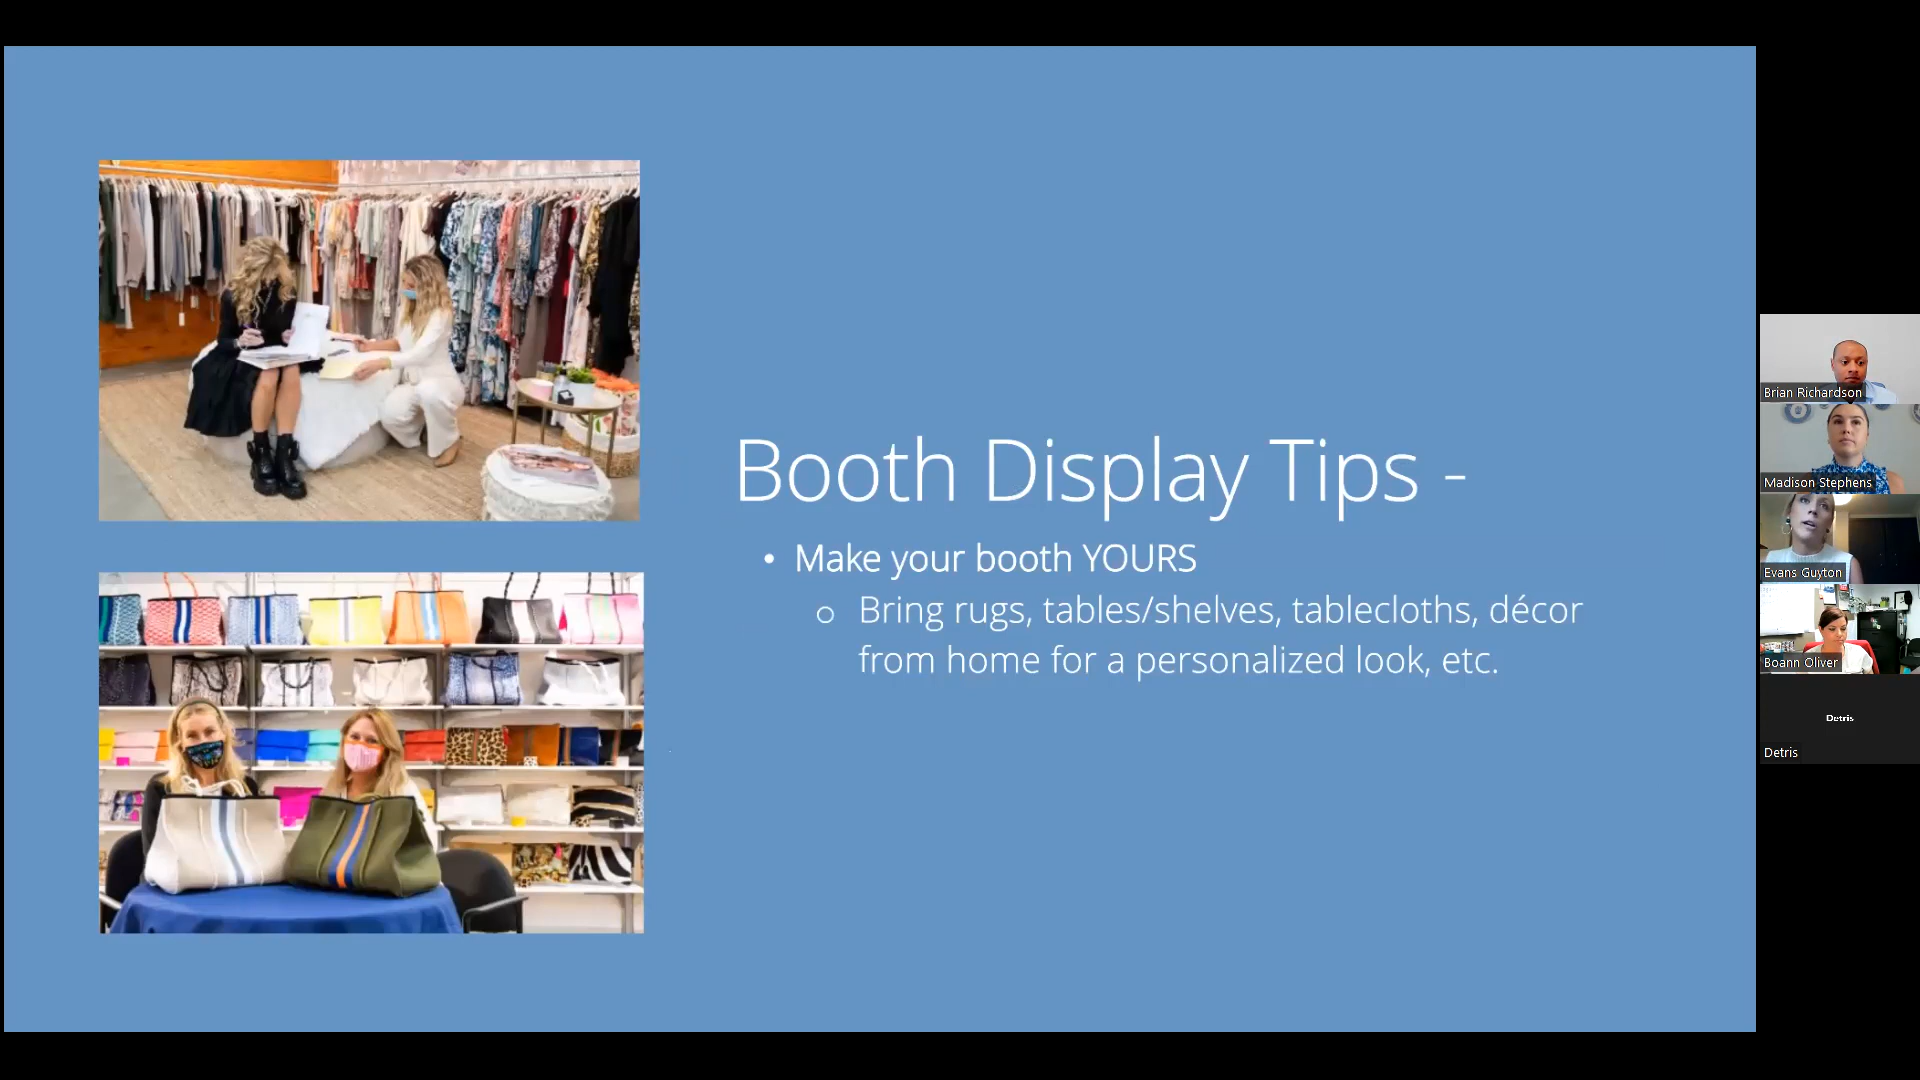 Booth Display Tips -
• Make your booth YOURS
○ Bring rugs, tables/shelves, tablecloths, décor
from home for a personalized look, etc.
Brian Richardson
Madison Stephens
Evans Guyton
Boann Oliver
Detris
Detris